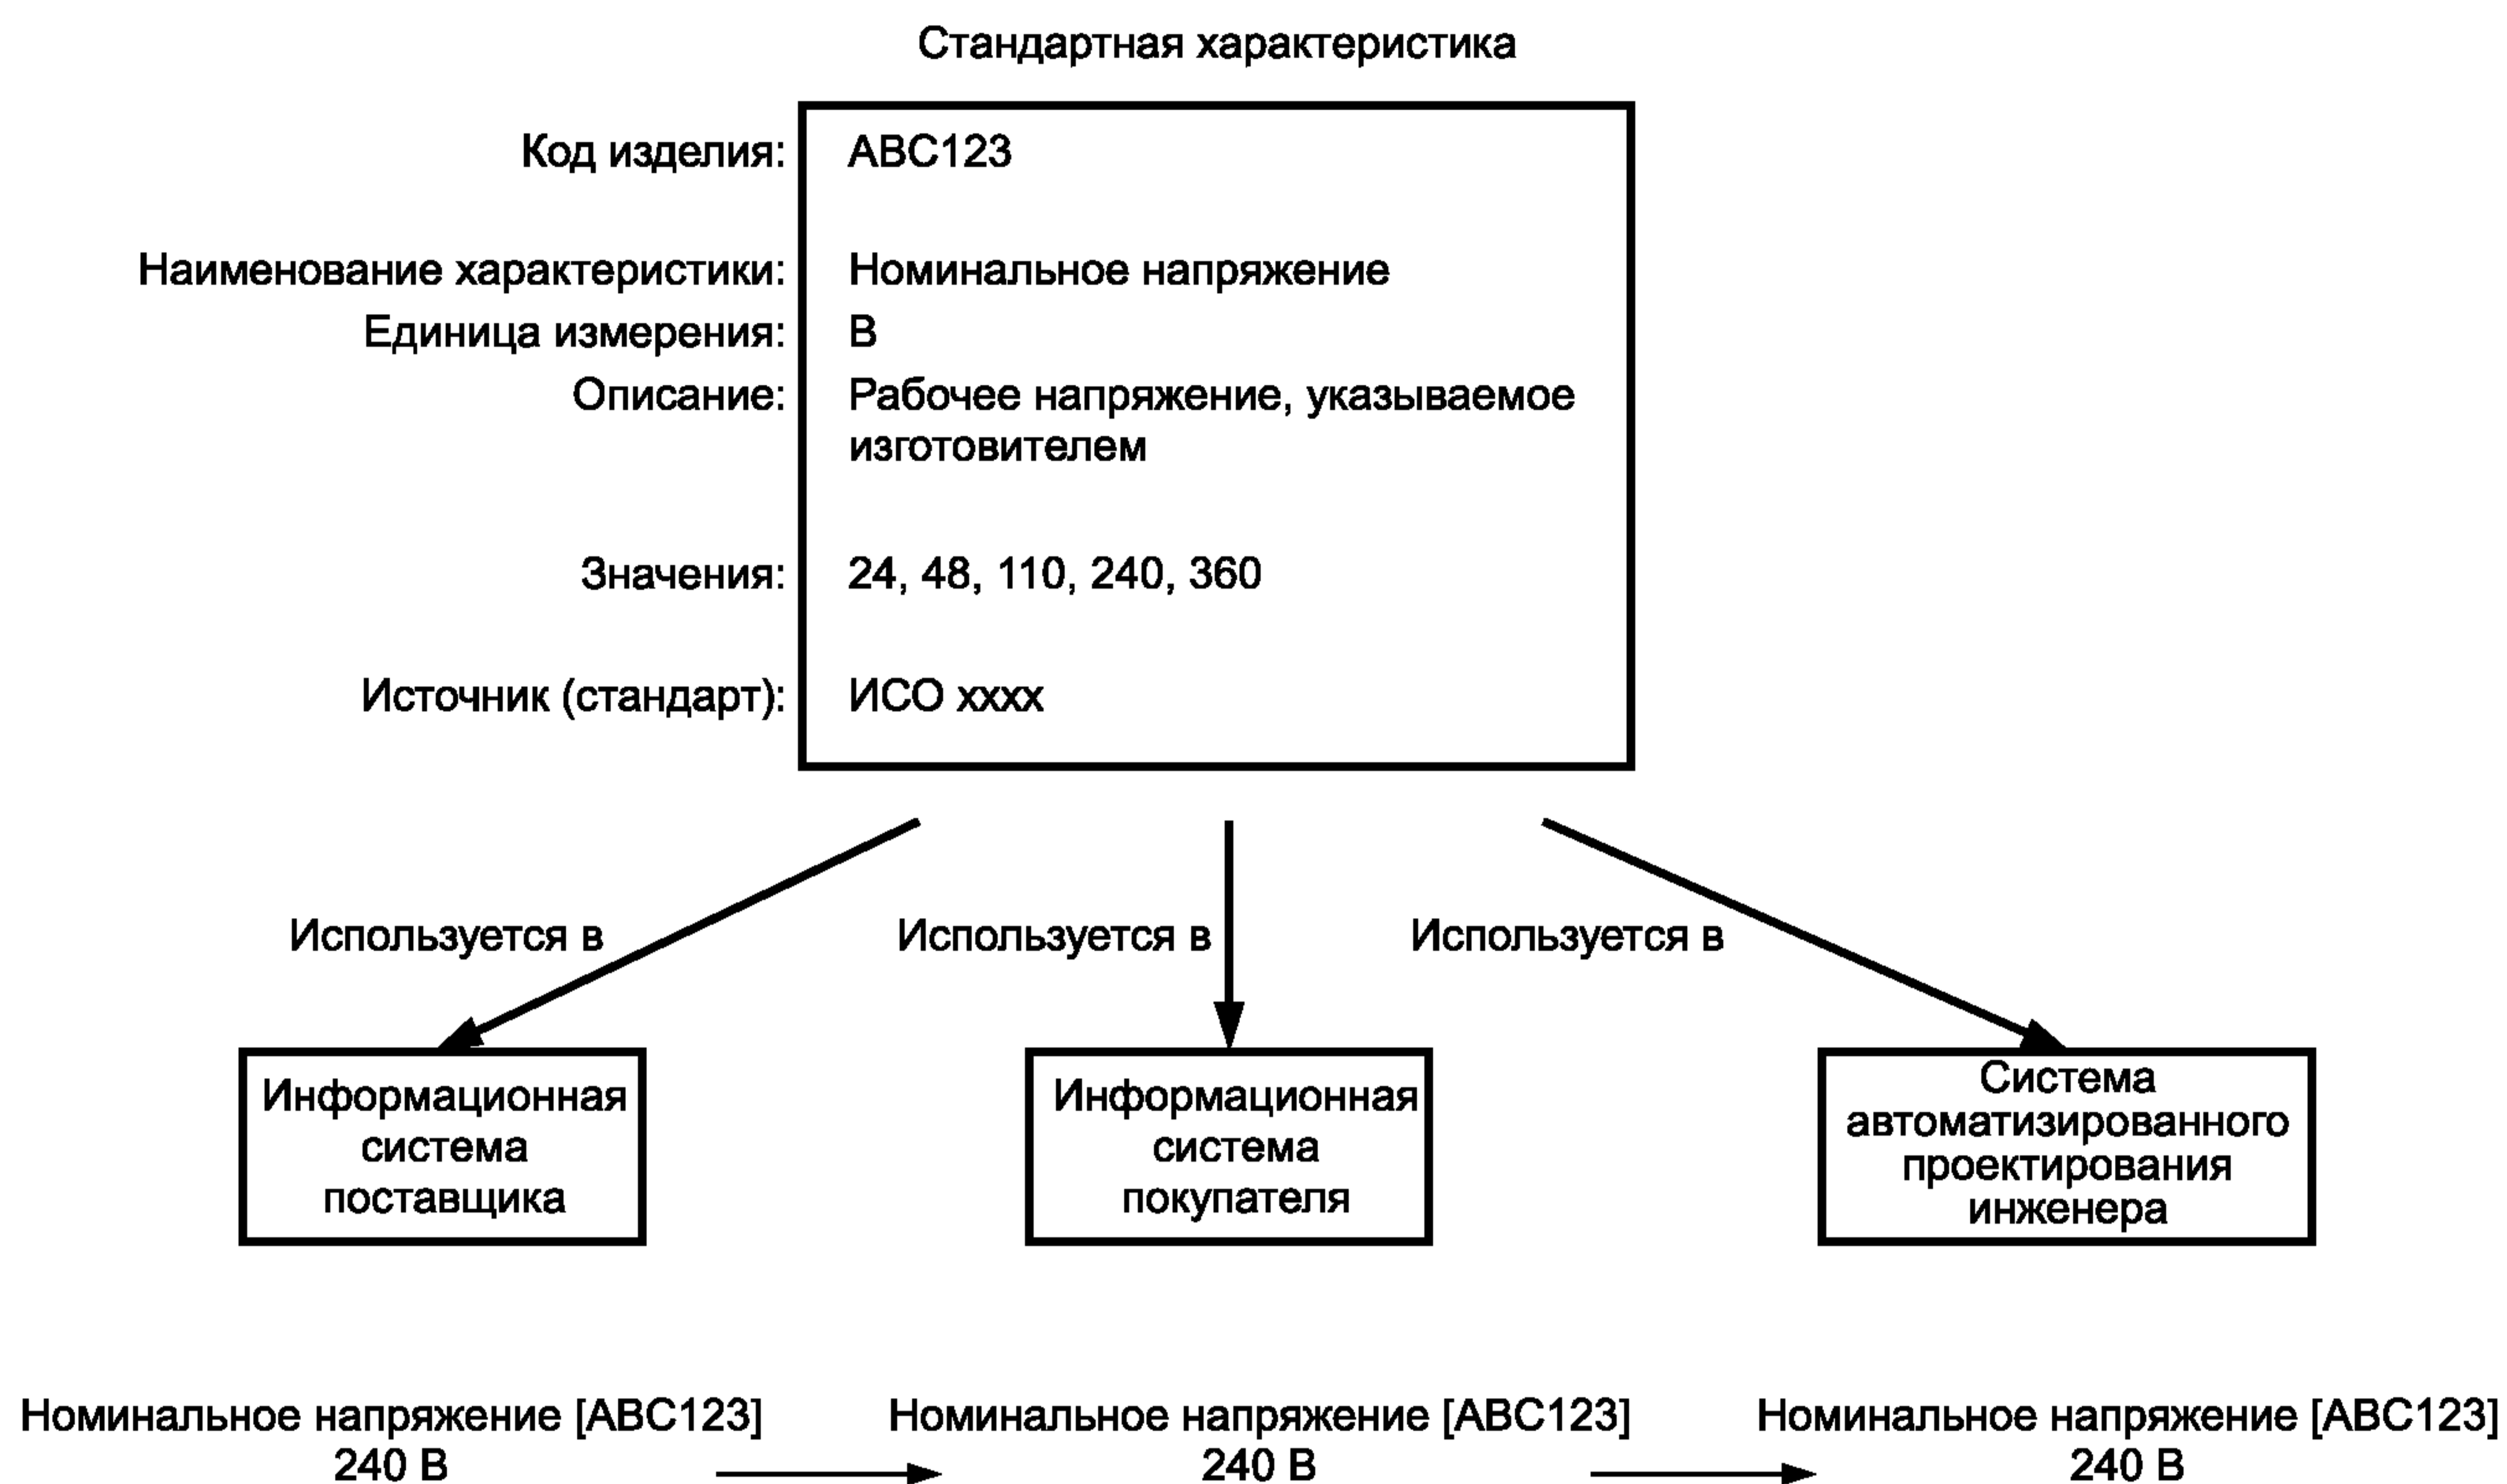 Стандартная характеристика
Код изделия: ABC123
Наименование характеристики: Номинальное напряжение
Единица измерения: В
Описание: Рабочее напряжение, указываемое
изготовителем
Значения: 24, 48, 110, 240, 360
Источник (стандарт): ИСО хххх
Используется в Используется в Используется в
Информационная
система
поставщика
Информационная
система
покупателя
Система
автоматизированного
проектирования
инженера
Номинальное напряжение [ABC123]
240 В
Номинальное напряжение [ABC123]
240 В
Номинальное напряжение [ABC123]
240 В